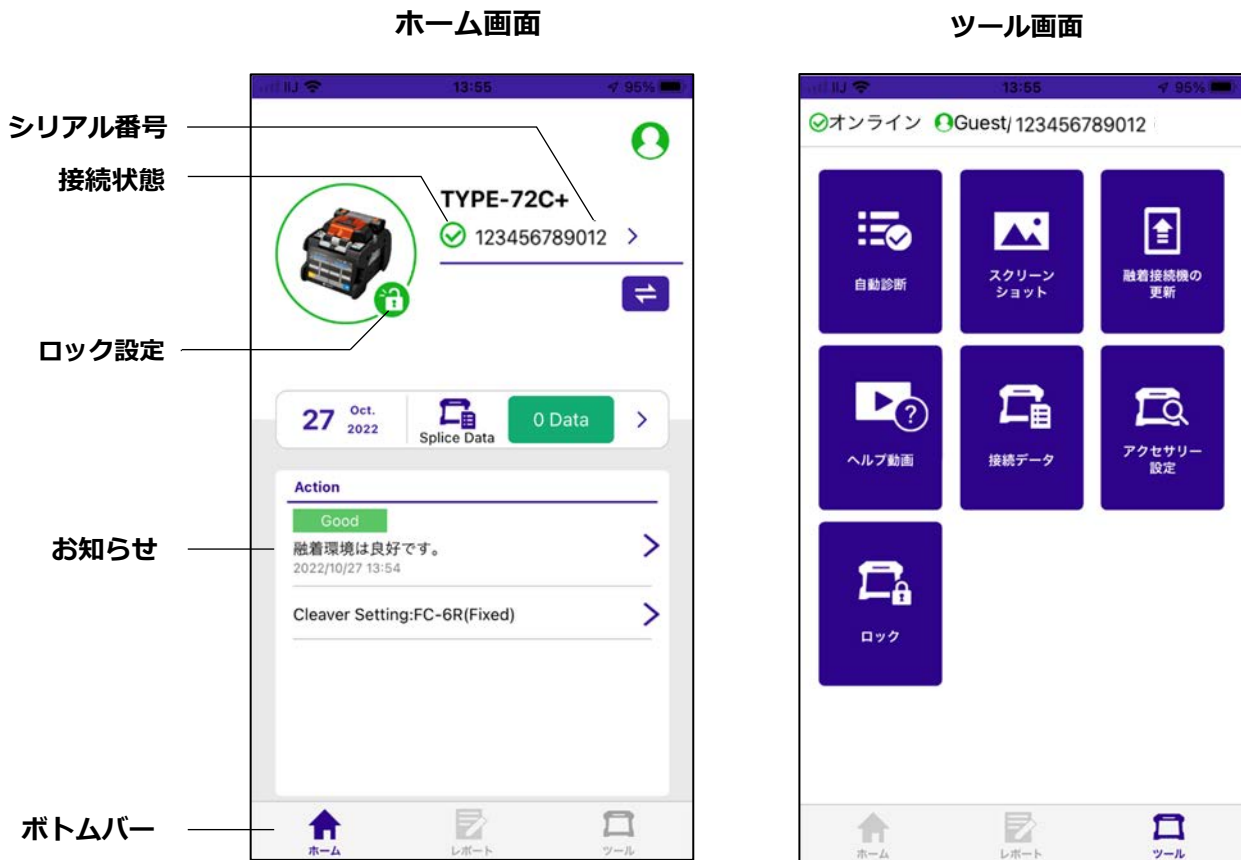 ホーム画面
ツール画面
シリアル番号
接続状態
ロック設定
お知らせ
ボトムバー
IIJ 13:55 95%
TYPE-72C+
123456789012
27 Oct. 2022
Splice Data
0 Data
Action
Good
融着環境は良好です。
2022/10/27 13:54
Cleaver Setting:FC-6R(Fixed)
ホーム
レポート
ツール
IIJ 13:55 95%
オンライン Guest/ 123456789012
自動診断
スクリーン
ショット
融着接続機の
更新
ヘルプ動画
接続データ
アクセサリー
設定
ロック
ホーム
レポート
ツール